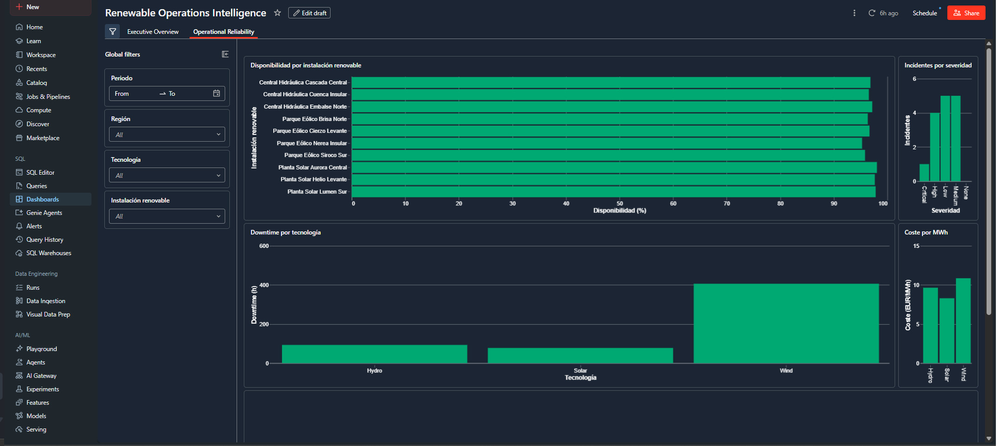 New
Home
Learn
Workspace
Recents
Catalog
Jobs & Pipelines
Compute
Discover
Marketplace
SQL
SQL Editor
Queries
Dashboards
Genie Agents
Alerts
Query History
SQL Warehouses
Data Engineering
Runs
Data Ingestion
Visual Data Prep
AI/ML
Playground
Agents
AI Gateway
Experiments
Features
Models
Serving
Renewable Operations Intelligence
Edit draft
6h ago
Schedule
Share
Executive Overview
Operational Reliability
Global filters
Periodo
From → To
Región
All
Tecnología
All
Instalación renovable
All
Disponibilidad por instalación renovable
Instalación renovable
Central Hidráulica Cascada Central
Central Hidráulica Cuenca Insular
Central Hidráulica Embalse Norte
Parque Eólico Brisa Norte
Parque Eólico Cierzo Levante
Parque Eólico Nerea Insular
Parque Eólico Siroco Sur
Planta Solar Aurora Central
Planta Solar Helio Levante
Planta Solar Lumen Sur
0 10 20 30 40 50 60 70 80 90 100
Disponibilidad (%)
Incidentes por severidad
Incidentes
6
4
2
0
Critical High Low Medium None
Severidad
Downtime por tecnología
Downtime (h)
600
400
200
0
Hydro Solar Wind
Tecnología
Coste por MWh
Coste (EUR/MWh)
15
10
5
0
Hydro Solar Wind